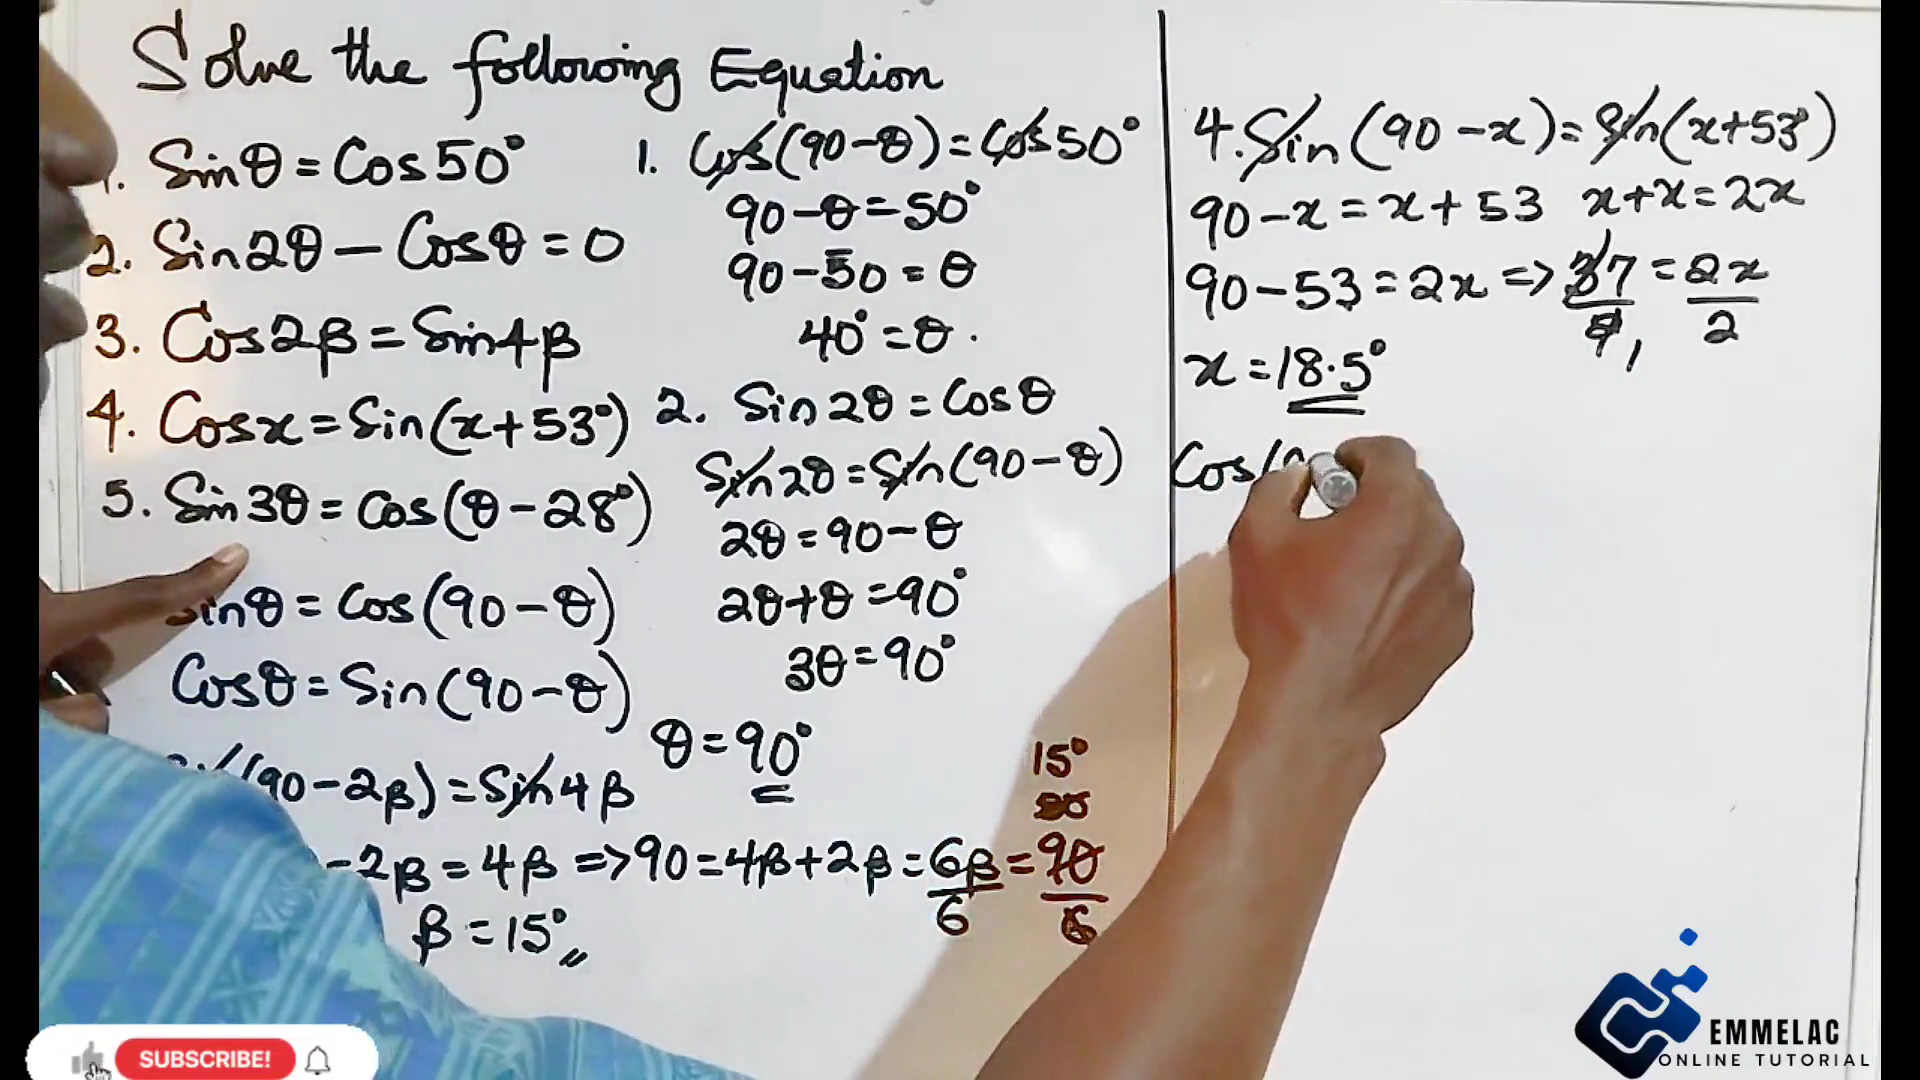 Solve the following Equation
1. Sinθ = Cos50°
2. Sin2θ – Cosθ = 0
3. Cos2β = Sin4β
4. Cosx = Sin(x+53°)
5. Sin3θ = Cos(θ – 28°)
Sinθ = Cos(90 – θ)
Cosθ = Sin(90 – θ)
(90 – 2β) = Sin4β
– 2β = 4β => 90 = 4β + 2β = 6β/6 = 90/6
15°
β = 15°
1. Cos(90 – θ) = Cos50°
90 – θ = 50°
90 – 50 = θ
40° = θ.
2. Sin2θ = Cosθ
Sin2θ = Sin(90 – θ)
2θ = 90 – θ
2θ + θ = 90°
3θ = 90°
θ = 90°
4. Sin(90 – x) = Sin(x+53°)
90 – x = x + 53 x + x = 2x
90 – 53 = 2x => 37/2 = 2x/2
x = 18.5°
Cos(
SUBSCRIBE!
EMMELAC
ONLINE TUTORIAL